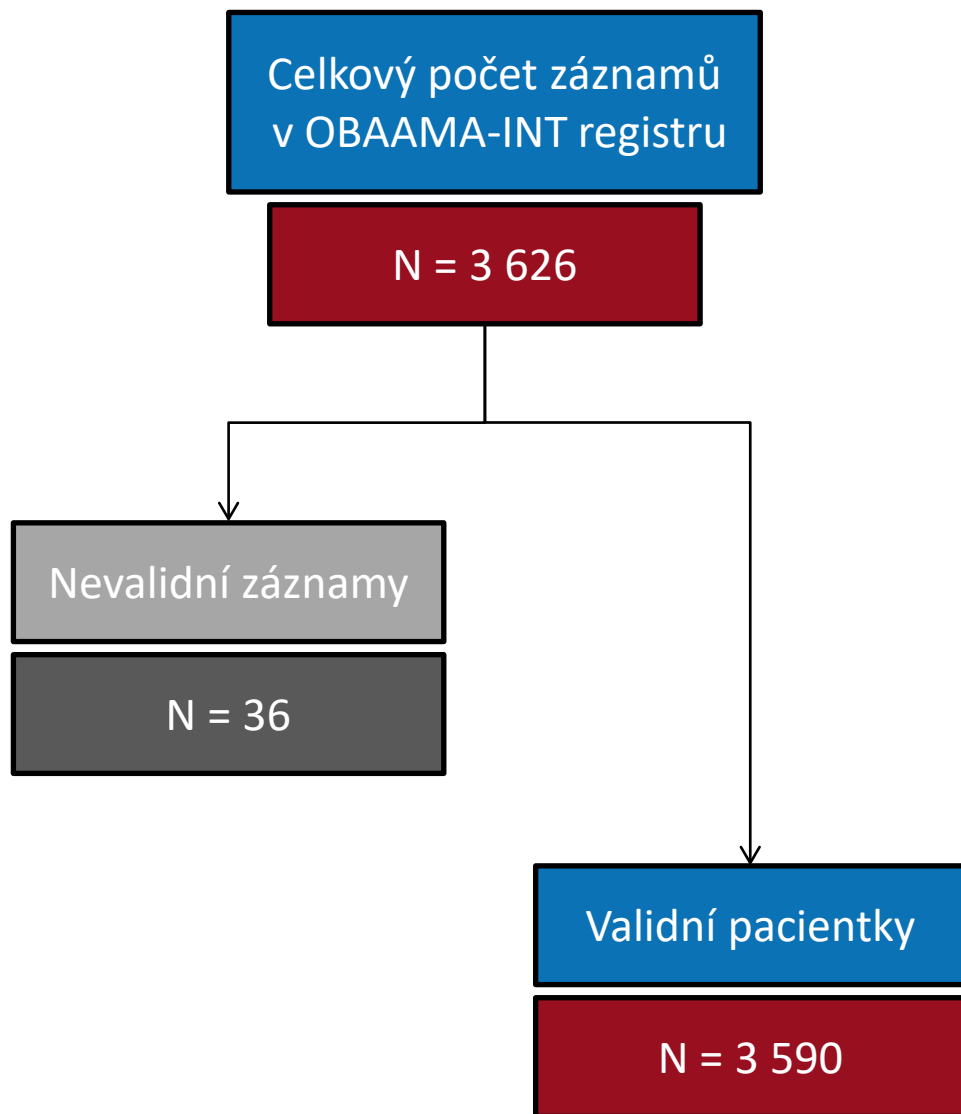 Celkový počet záznamů
v OBAAMA-INT registru
N = 3 626
Nevalidní záznamy
N = 36
Validní pacientky
N = 3 590